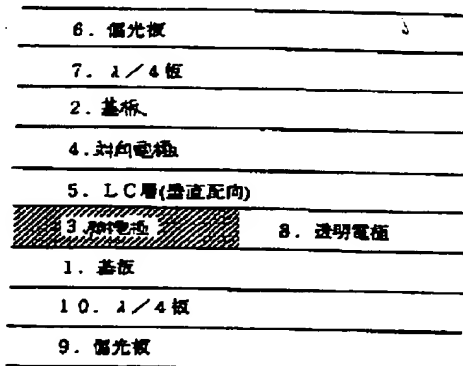 6. 偏光板
7. λ/4板
2. 基板
4. 対向電極
5. LC層(垂直配向)
3. 電極 8. 透明電極
1. 基板
10. λ/4板
9. 偏光板